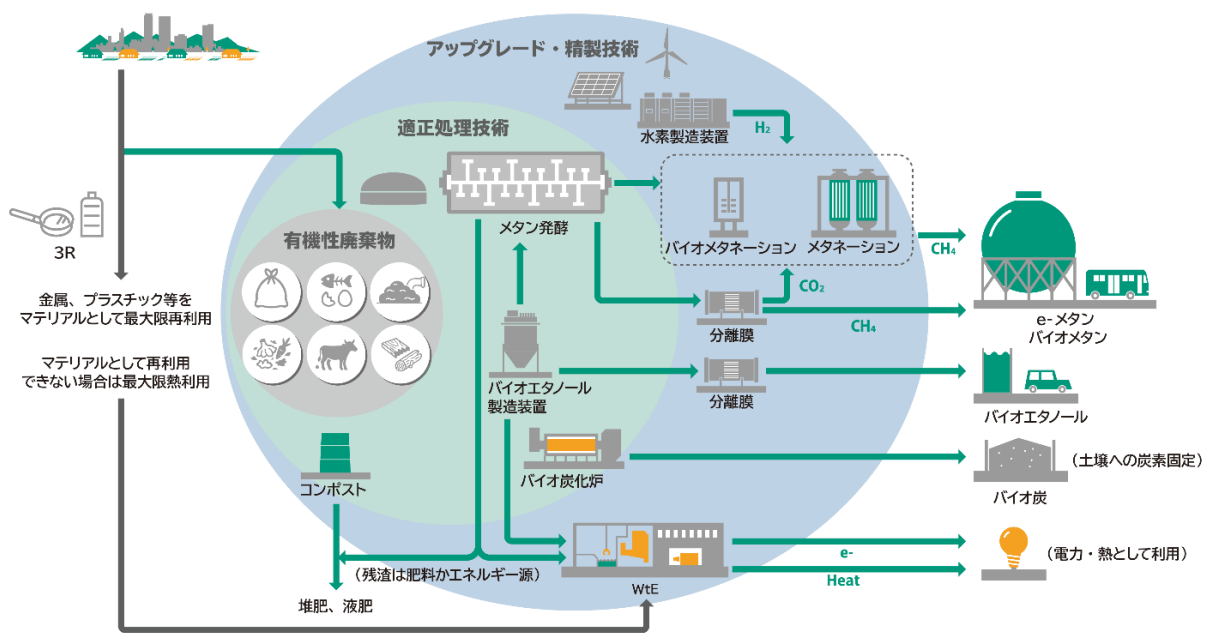 アップグレード・精製技術
適正処理技術
水素製造装置
H₂
3R
有機性廃棄物
メタン発酵
バイオメタネーション
メタネーション
CH₄
CO₂
金属、プラスチック等を
マテリアルとして最大限再利用
分離膜
CH₄
e-メタン
バイオメタン
マテリアルとして再利用
できない場合は最大限熱利用
バイオエタノール
製造装置
分離膜
バイオエタノール
コンポスト
バイオ炭化炉
(土壌への炭素固定)
バイオ炭
(残渣は肥料かエネルギー源)
e-
(電力・熱として利用)
Heat
WtE
堆肥、液肥